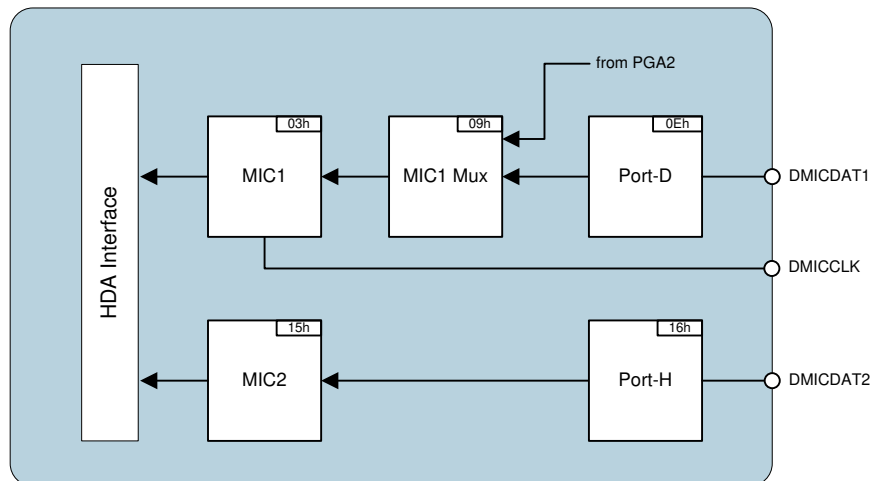 from PGA2
03h
09h
0Eh
MIC1
MIC1 Mux
Port-D
DMICDAT1
DMICCLK
HDA Interface
15h
16h
MIC2
Port-H
DMICDAT2